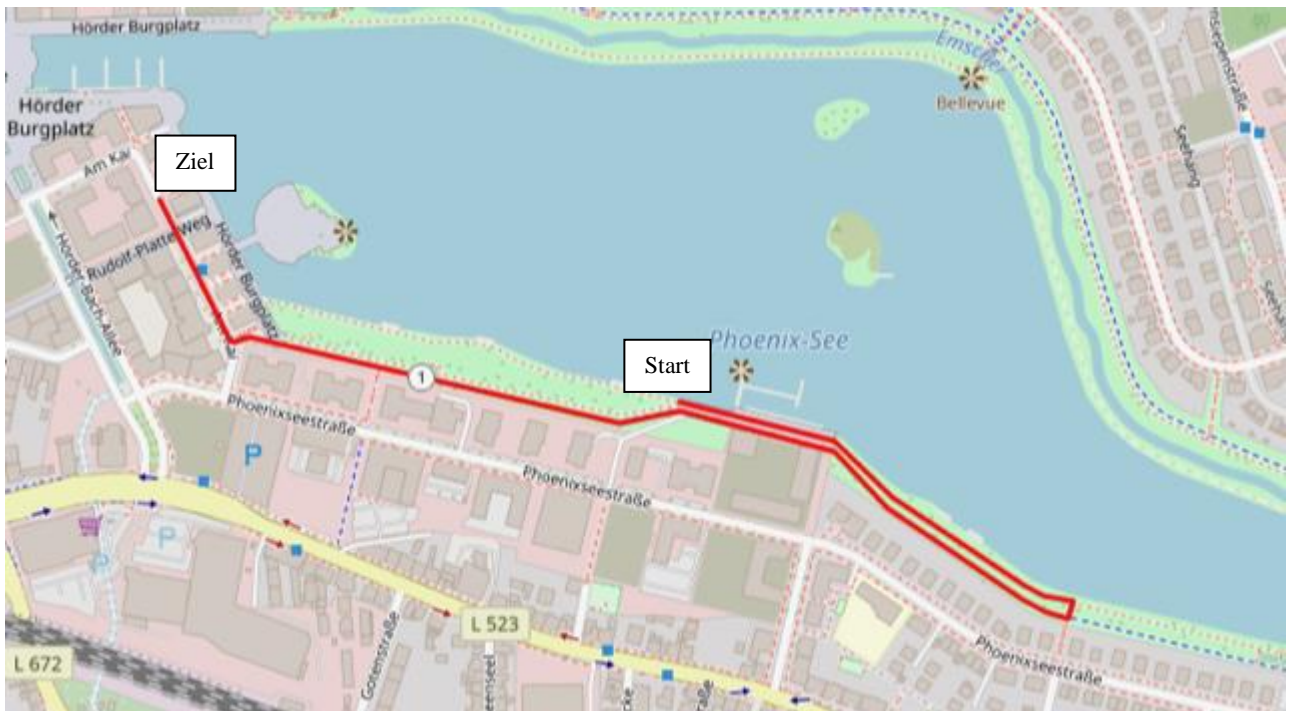 Hörder Burgplatz
Emscher
Bellevue
Seehang
Hörder
Burgplatz
Ziel
Am Kai
Rudolf-Platte-Weg
Hörder Burgplatz
Hörder-Bach-Allee
Phoenix-See
Start
1
Phoenixseestraße
P
Phoenixseestraße
P
P
L 523
L 672
Gotenstraße
Phoenixseestraße